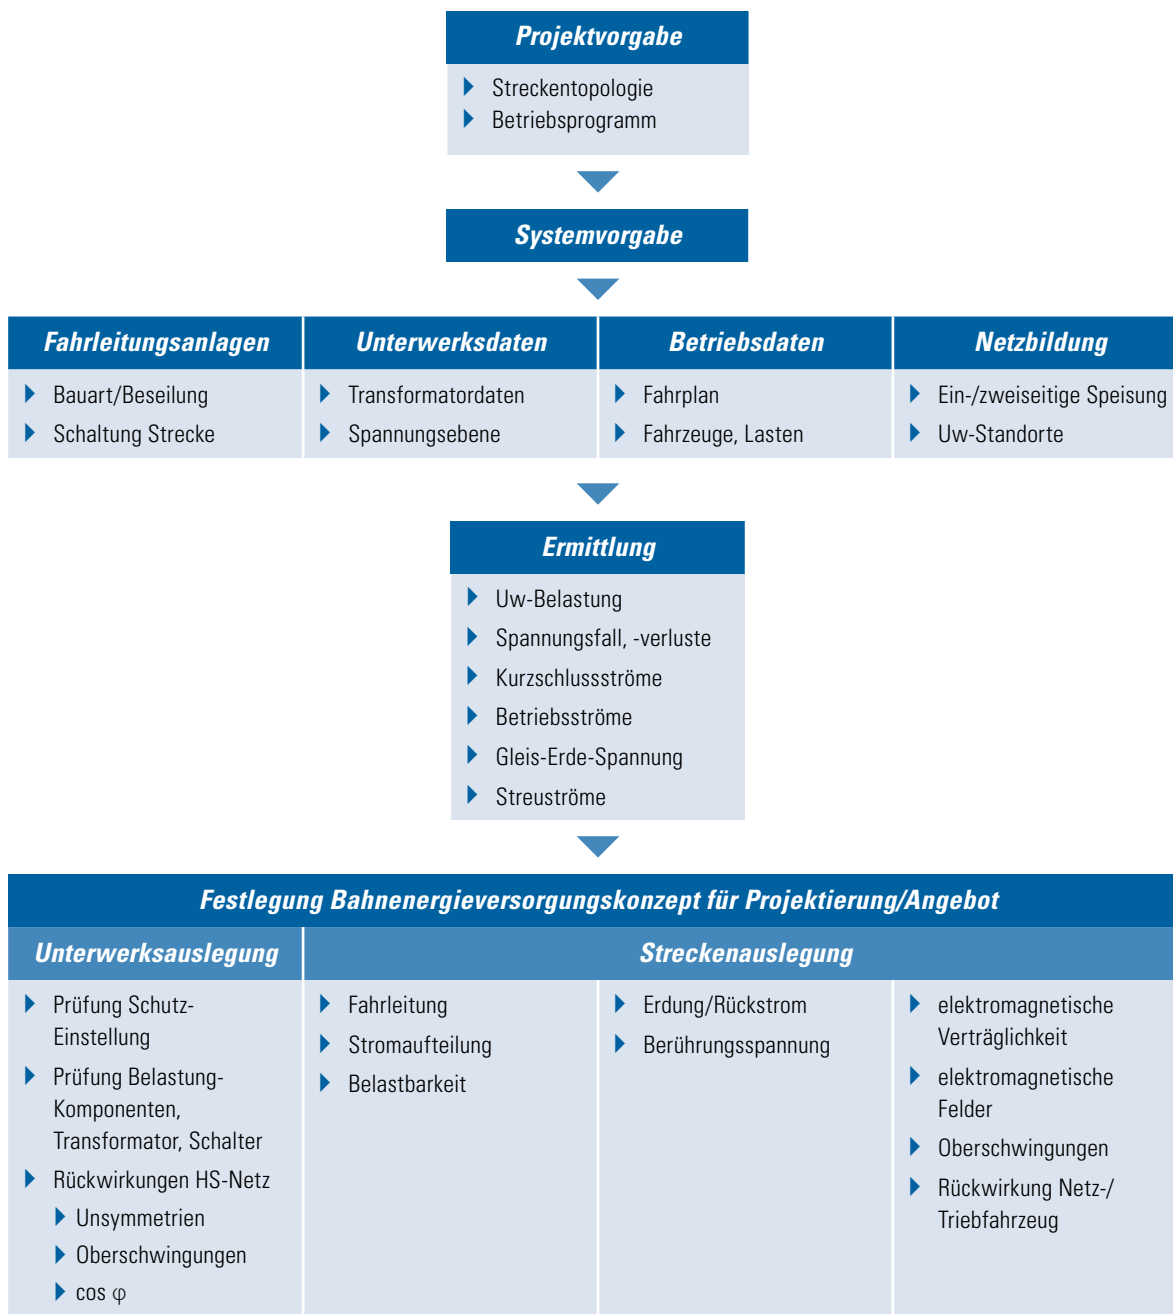 Projektvorgabe
Streckentopologie
Betriebsprogramm
Systemvorgabe
Fahrleitungsanlagen
Bauart/Beseilung
Schaltung Strecke
Unterwerksdaten
Transformatordaten
Spannungsebene
Betriebsdaten
Fahrplan
Fahrzeuge, Lasten
Netzbildung
Ein-/zweiseitige Speisung
Uw-Standorte
Ermittlung
Uw-Belastung
Spannungsfall, -verluste
Kurzschlussströme
Betriebsströme
Gleis-Erde-Spannung
Streuströme
Festlegung Bahnenergieversorgungskonzept für Projektierung/Angebot
Unterwerksauslegung
Prüfung Schutz-
Einstellung
Prüfung Belastung-
Komponenten,
Transformator, Schalter
Rückwirkungen HS-Netz
Unsymmetrien
Oberschwingungen
cos φ
Streckenauslegung
Fahrleitung
Stromaufteilung
Belastbarkeit
Erdung/Rückstrom
Berührungsspannung
elektromagnetische
Verträglichkeit
elektromagnetische
Felder
Oberschwingungen
Rückwirkung Netz-/
Triebfahrzeug